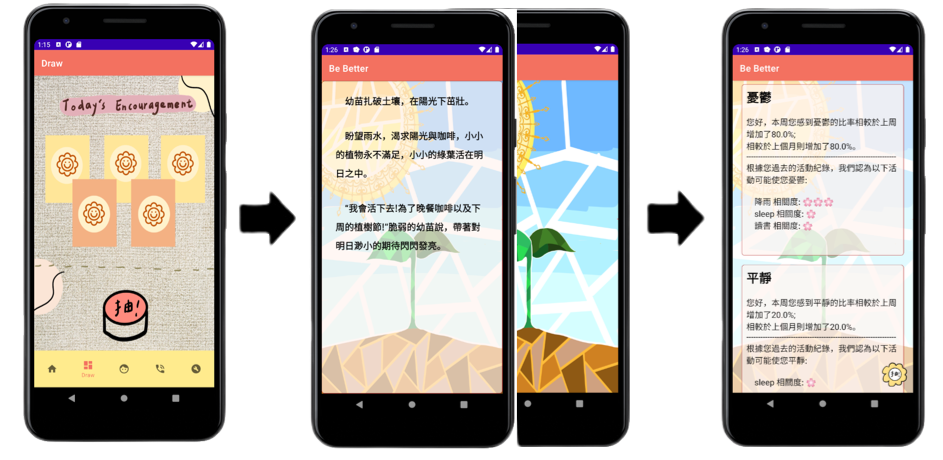 1:15
Draw
Today's Encouragement
抽!
Draw
1:26
Be Better
幼苗扎破土壤，在陽光下茁壯。
盼望雨水，渴求陽光與咖啡，小小
的植物永不滿足，小小的綠葉活在明
日之中。
"我會活下去!為了晚餐咖啡以及下
周的植樹節!"脆弱的幼苗說，帶著對
明日渺小的期待閃閃發亮。
1:26
Be Better
憂鬱
您好，本周您感到憂鬱的比率相較於上周
增加了80.0%;
相較於上個月則增加了80.0%。
根據您過去的活動紀錄，我們認為以下活
動可能使您憂鬱:
降雨 相關度:
sleep 相關度:
讀書 相關度:
平靜
您好，本周您感到平靜的比率相較於上周
增加了20.0%;
相較於上個月則增加了20.0%。
根據您過去的活動紀錄，我們認為以下活
動可能使您平靜:
sleep 相關度:
抽